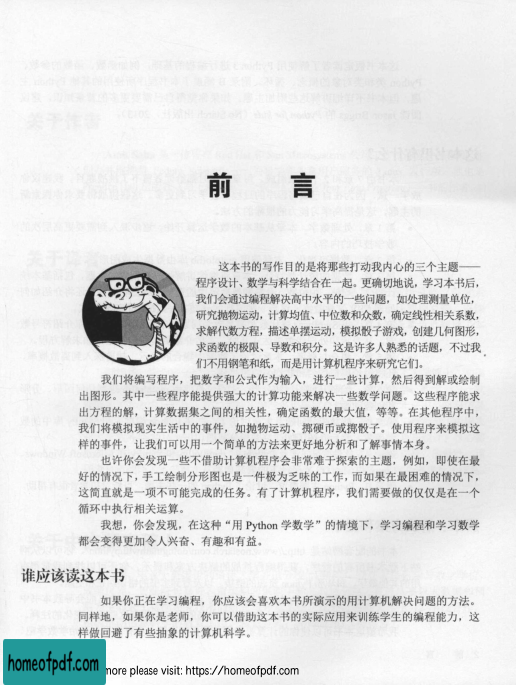 前　言
这本书的写作目的是将那些打动我内心的三个主题——
程序设计、数学与科学结合在一起。更确切地说，学习本书后，
我们会通过编程解决高中水平的一些问题，如处理测量单位，
研究抛物运动，计算均值、中位数和众数，确定线性相关系数，
求解代数方程，描述单摆运动，模拟骰子游戏，创建几何图形，
求函数的极限、导数和积分。这是许多人熟悉的话题，不过我
们不用钢笔和纸，而是用计算机程序来研究它们。
我们将编写程序，把数字和公式作为输入，进行一些计算，然后得到解或绘制
出图形。其中一些程序能提供强大的计算功能来解决一些数学问题。这些程序能求
出方程的解，计算数据集之间的相关性，确定函数的最大值，等等。在其他程序中，
我们将模拟现实生活中的事件，如抛物运动、掷硬币或掷骰子。使用程序来模拟这
样的事件，让我们可以用一个简单的方法来更好地分析和了解事情本身。
也许你会发现一些不借助计算机程序会非常难于探索的主题，例如，即使在最
好的情况下，手工绘制分形图也是一件极为乏味的工作，而如果在最困难的情况下，
这简直就是一项不可能完成的任务。有了计算机程序，我们需要做的仅仅是在一个
循环中执行相关运算。
我想，你会发现，在这种“用 Python 学数学”的情境下，学习编程和学习数学
都会变得更加令人兴奋、有趣和有益。
谁应该读这本书
如果你正在学习编程，你应该会喜欢本书所演示的用计算机解决问题的方法。
同样地，如果你是老师，你可以借助这本书的实际应用来训练学生的编程能力，这
样做回避了有些抽象的计算机科学。
homeofpdf.com
more please visit: https://homeofpdf.com